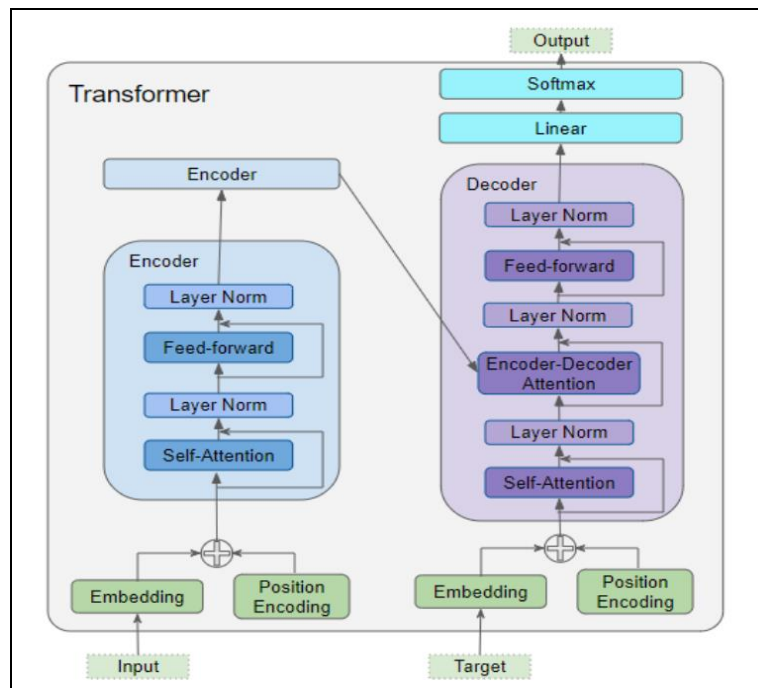 Output
Transformer
Softmax
Linear
Encoder
Encoder
Layer Norm
Feed-forward
Layer Norm
Self-Attention
Embedding
Position
Encoding
Input
Decoder
Layer Norm
Feed-forward
Layer Norm
Encoder-Decoder
Attention
Layer Norm
Self-Attention
Embedding
Position
Encoding
Target